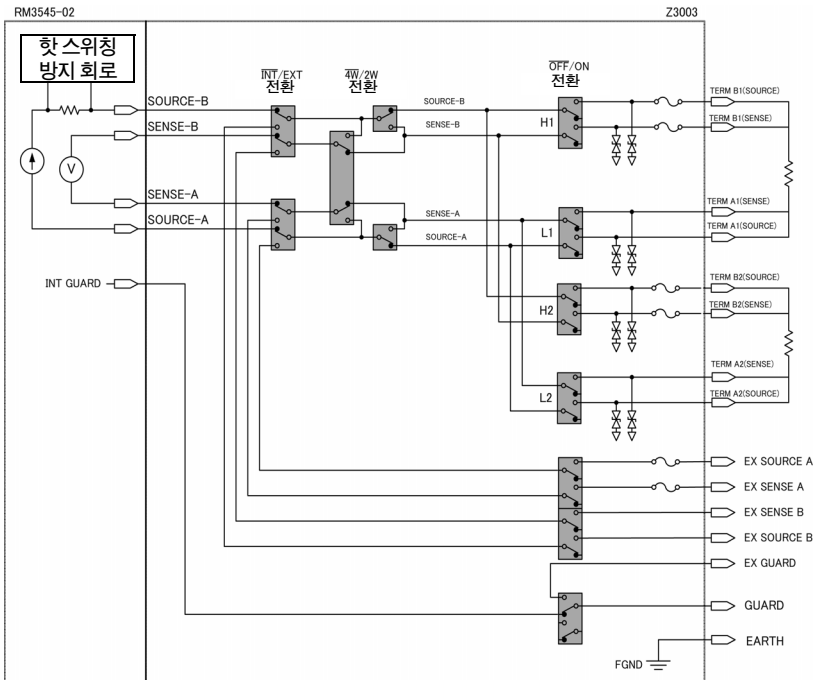 RM3545-02
Z3003
핫 스위칭
방지 회로
INT/EXT
전환
4W/2W
전환
OFF/ON
전환
SOURCE-B
SENSE-B
SENSE-A
SOURCE-A
V
INT GUARD
SOURCE-B
SENSE-B
SENSE-A
SOURCE-A
H1
L1
H2
L2
TERM B1(SOURCE)
TERM B1(SENSE)
TERM A1(SENSE)
TERM A1(SOURCE)
TERM B2(SOURCE)
TERM B2(SENSE)
TERM A2(SENSE)
TERM A2(SOURCE)
EX SOURCE A
EX SENSE A
EX SENSE B
EX SOURCE B
EX GUARD
GUARD
EARTH
FGND